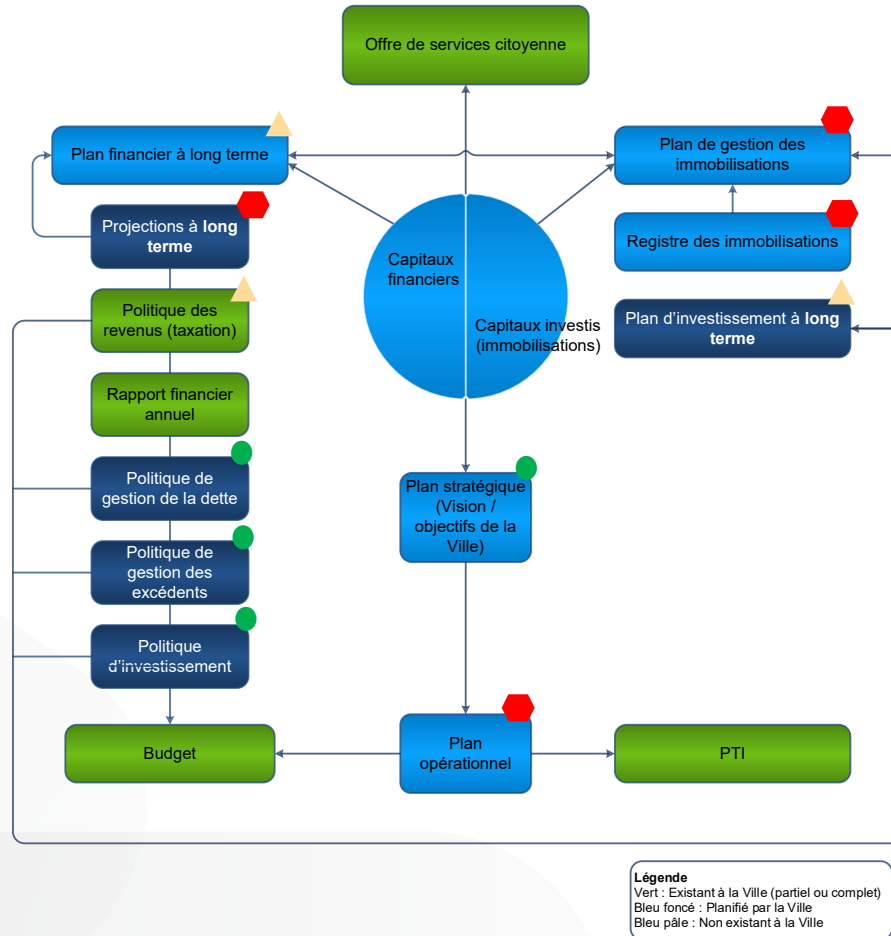 Offre de services citoyenne
Plan financier à long terme
Plan de gestion des
immobilisations
Projections à long
terme
Registre des immobilisations
Capitaux
financiers
Politique des
revenus (taxation)
Capitaux investis
(immobilisations)
Plan d’investissement à long
terme
Rapport financier
annuel
Politique de
gestion de la dette
Plan stratégique
(Vision /
objectifs de la
Ville)
Politique de
gestion des
excédents
Politique
d’investissement
Budget
Plan
opérationnel
PTI
Légende
Vert : Existant à la Ville (partiel ou complet)
Bleu foncé : Planifié par la Ville
Bleu pâle : Non existant à la Ville